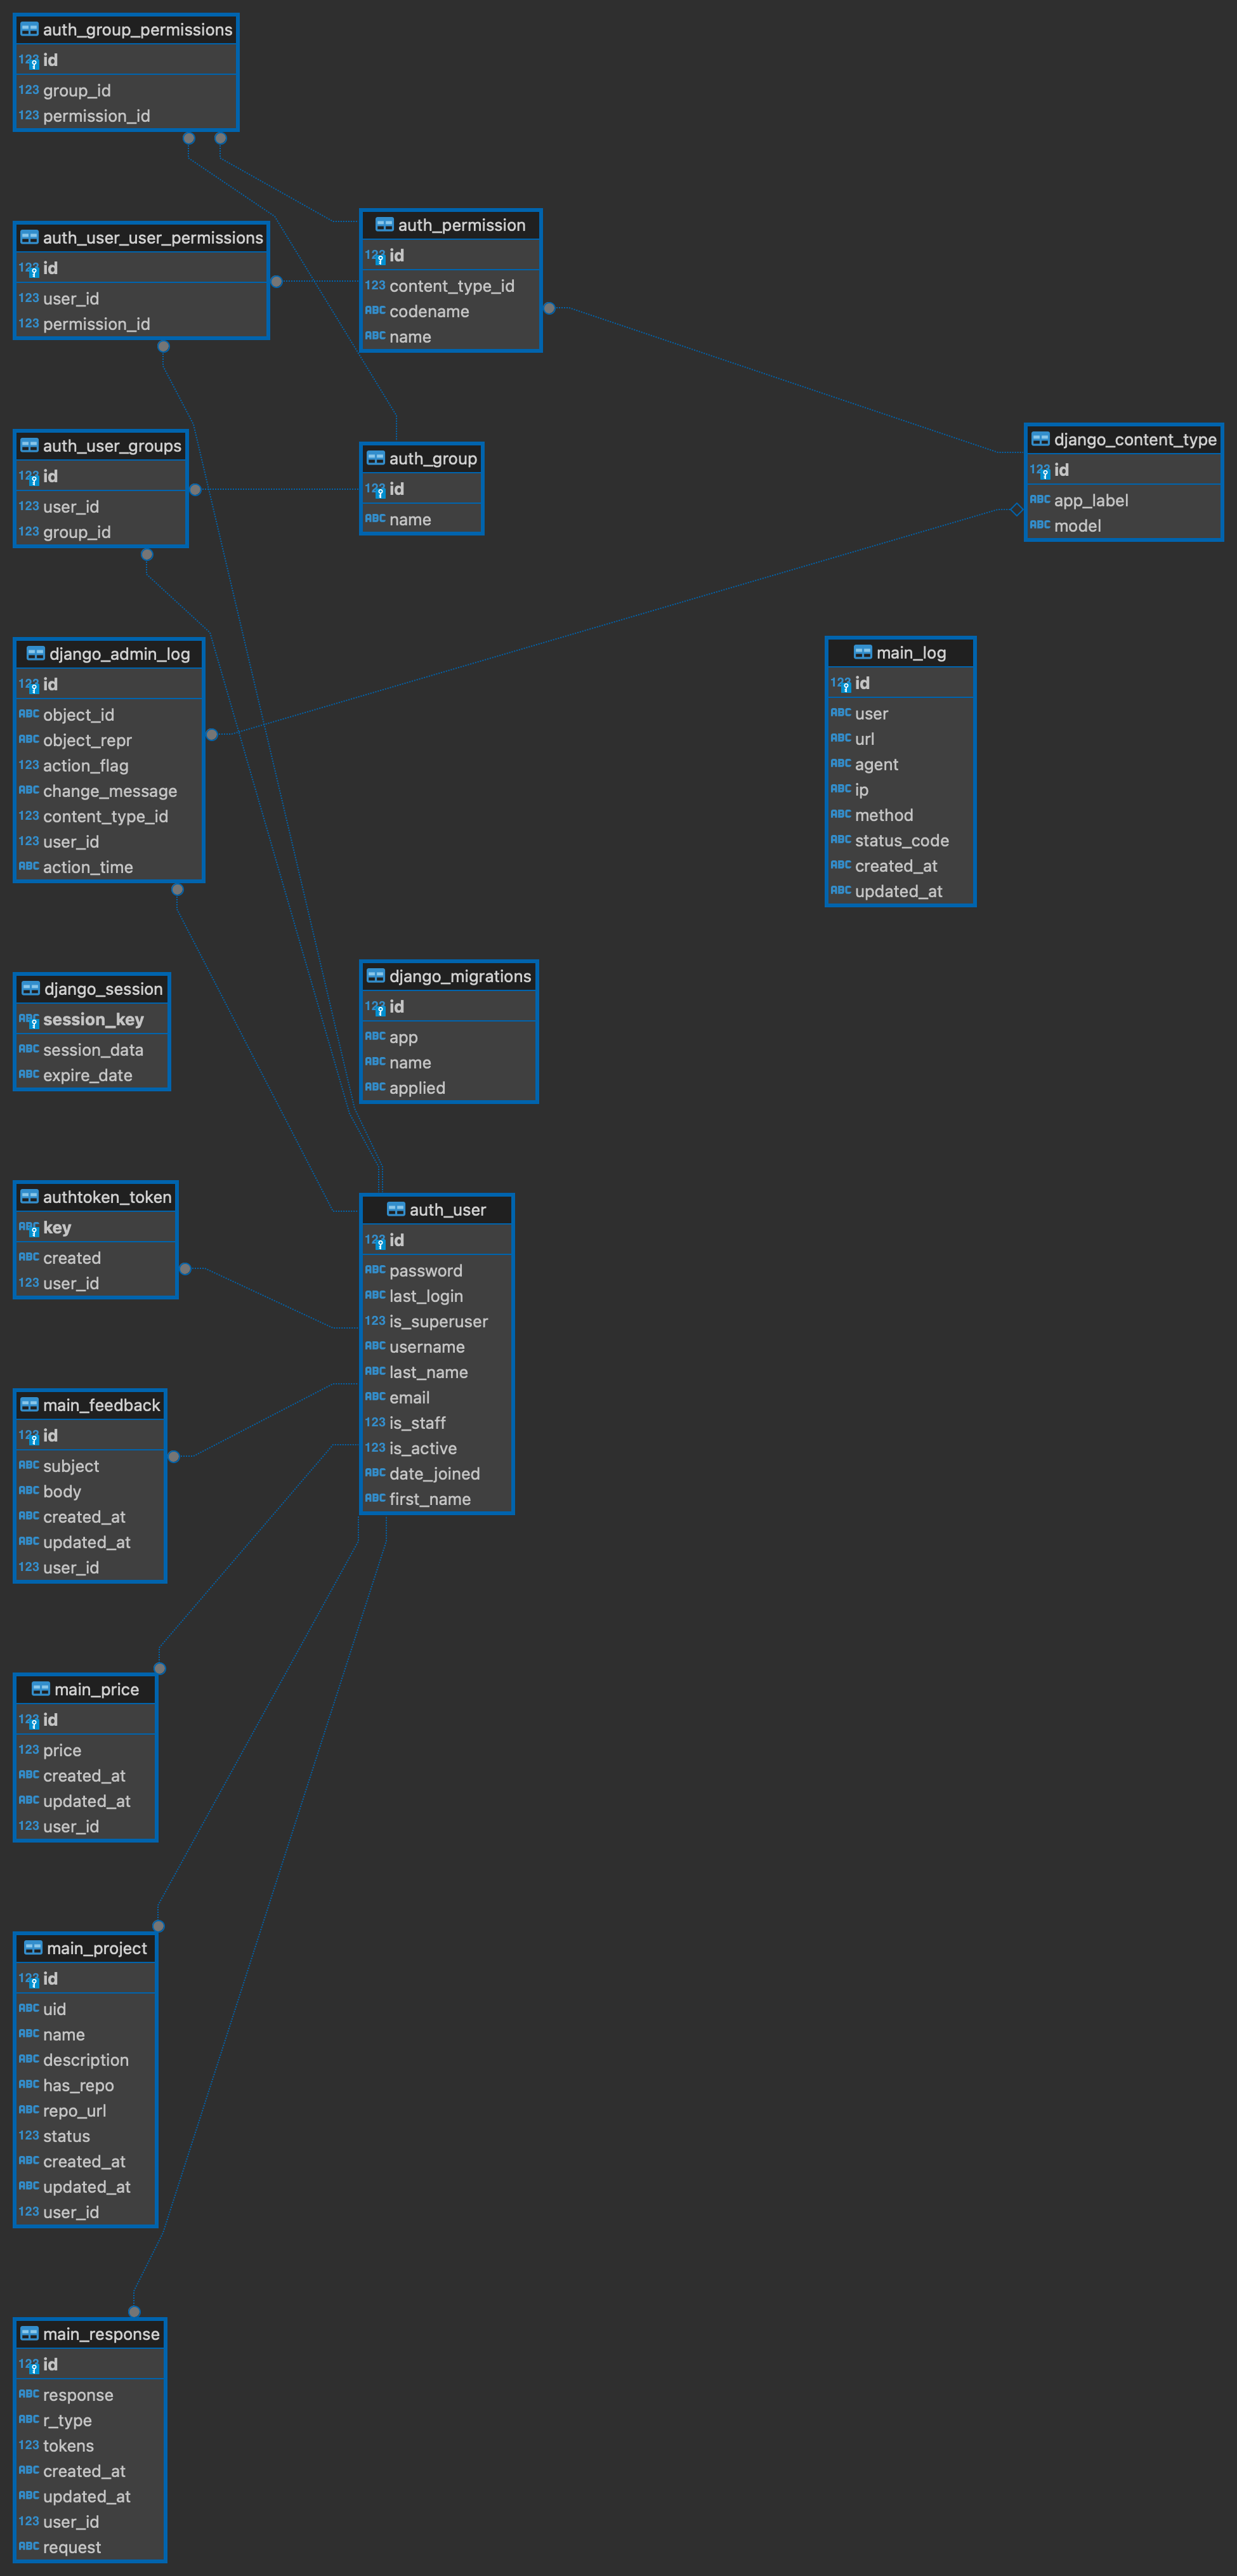 auth_group_permissions
123 id
123 group_id
123 permission_id
auth_user_user_permissions
123 id
123 user_id
123 permission_id
auth_permission
123 id
123 content_type_id
ABC codename
ABC name
auth_user_groups
123 id
123 user_id
123 group_id
auth_group
123 id
ABC name
django_content_type
123 id
ABC app_label
ABC model
django_admin_log
123 id
ABC object_id
ABC object_repr
123 action_flag
ABC change_message
123 content_type_id
123 user_id
ABC action_time
main_log
123 id
ABC user
ABC url
ABC agent
ABC ip
ABC method
ABC status_code
ABC created_at
ABC updated_at
django_session
ABC session_key
ABC session_data
ABC expire_date
django_migrations
123 id
ABC app
ABC name
ABC applied
authtoken_token
ABC key
ABC created
123 user_id
auth_user
123 id
ABC password
ABC last_login
123 is_superuser
ABC username
ABC last_name
ABC email
123 is_staff
123 is_active
ABC date_joined
ABC first_name
main_feedback
123 id
ABC subject
ABC body
ABC created_at
ABC updated_at
123 user_id
main_price
123 id
123 price
ABC created_at
ABC updated_at
123 user_id
main_project
123 id
ABC uid
ABC name
ABC description
ABC has_repo
ABC repo_url
123 status
ABC created_at
ABC updated_at
123 user_id
main_response
123 id
ABC response
ABC r_type
123 tokens
ABC created_at
ABC updated_at
123 user_id
ABC request